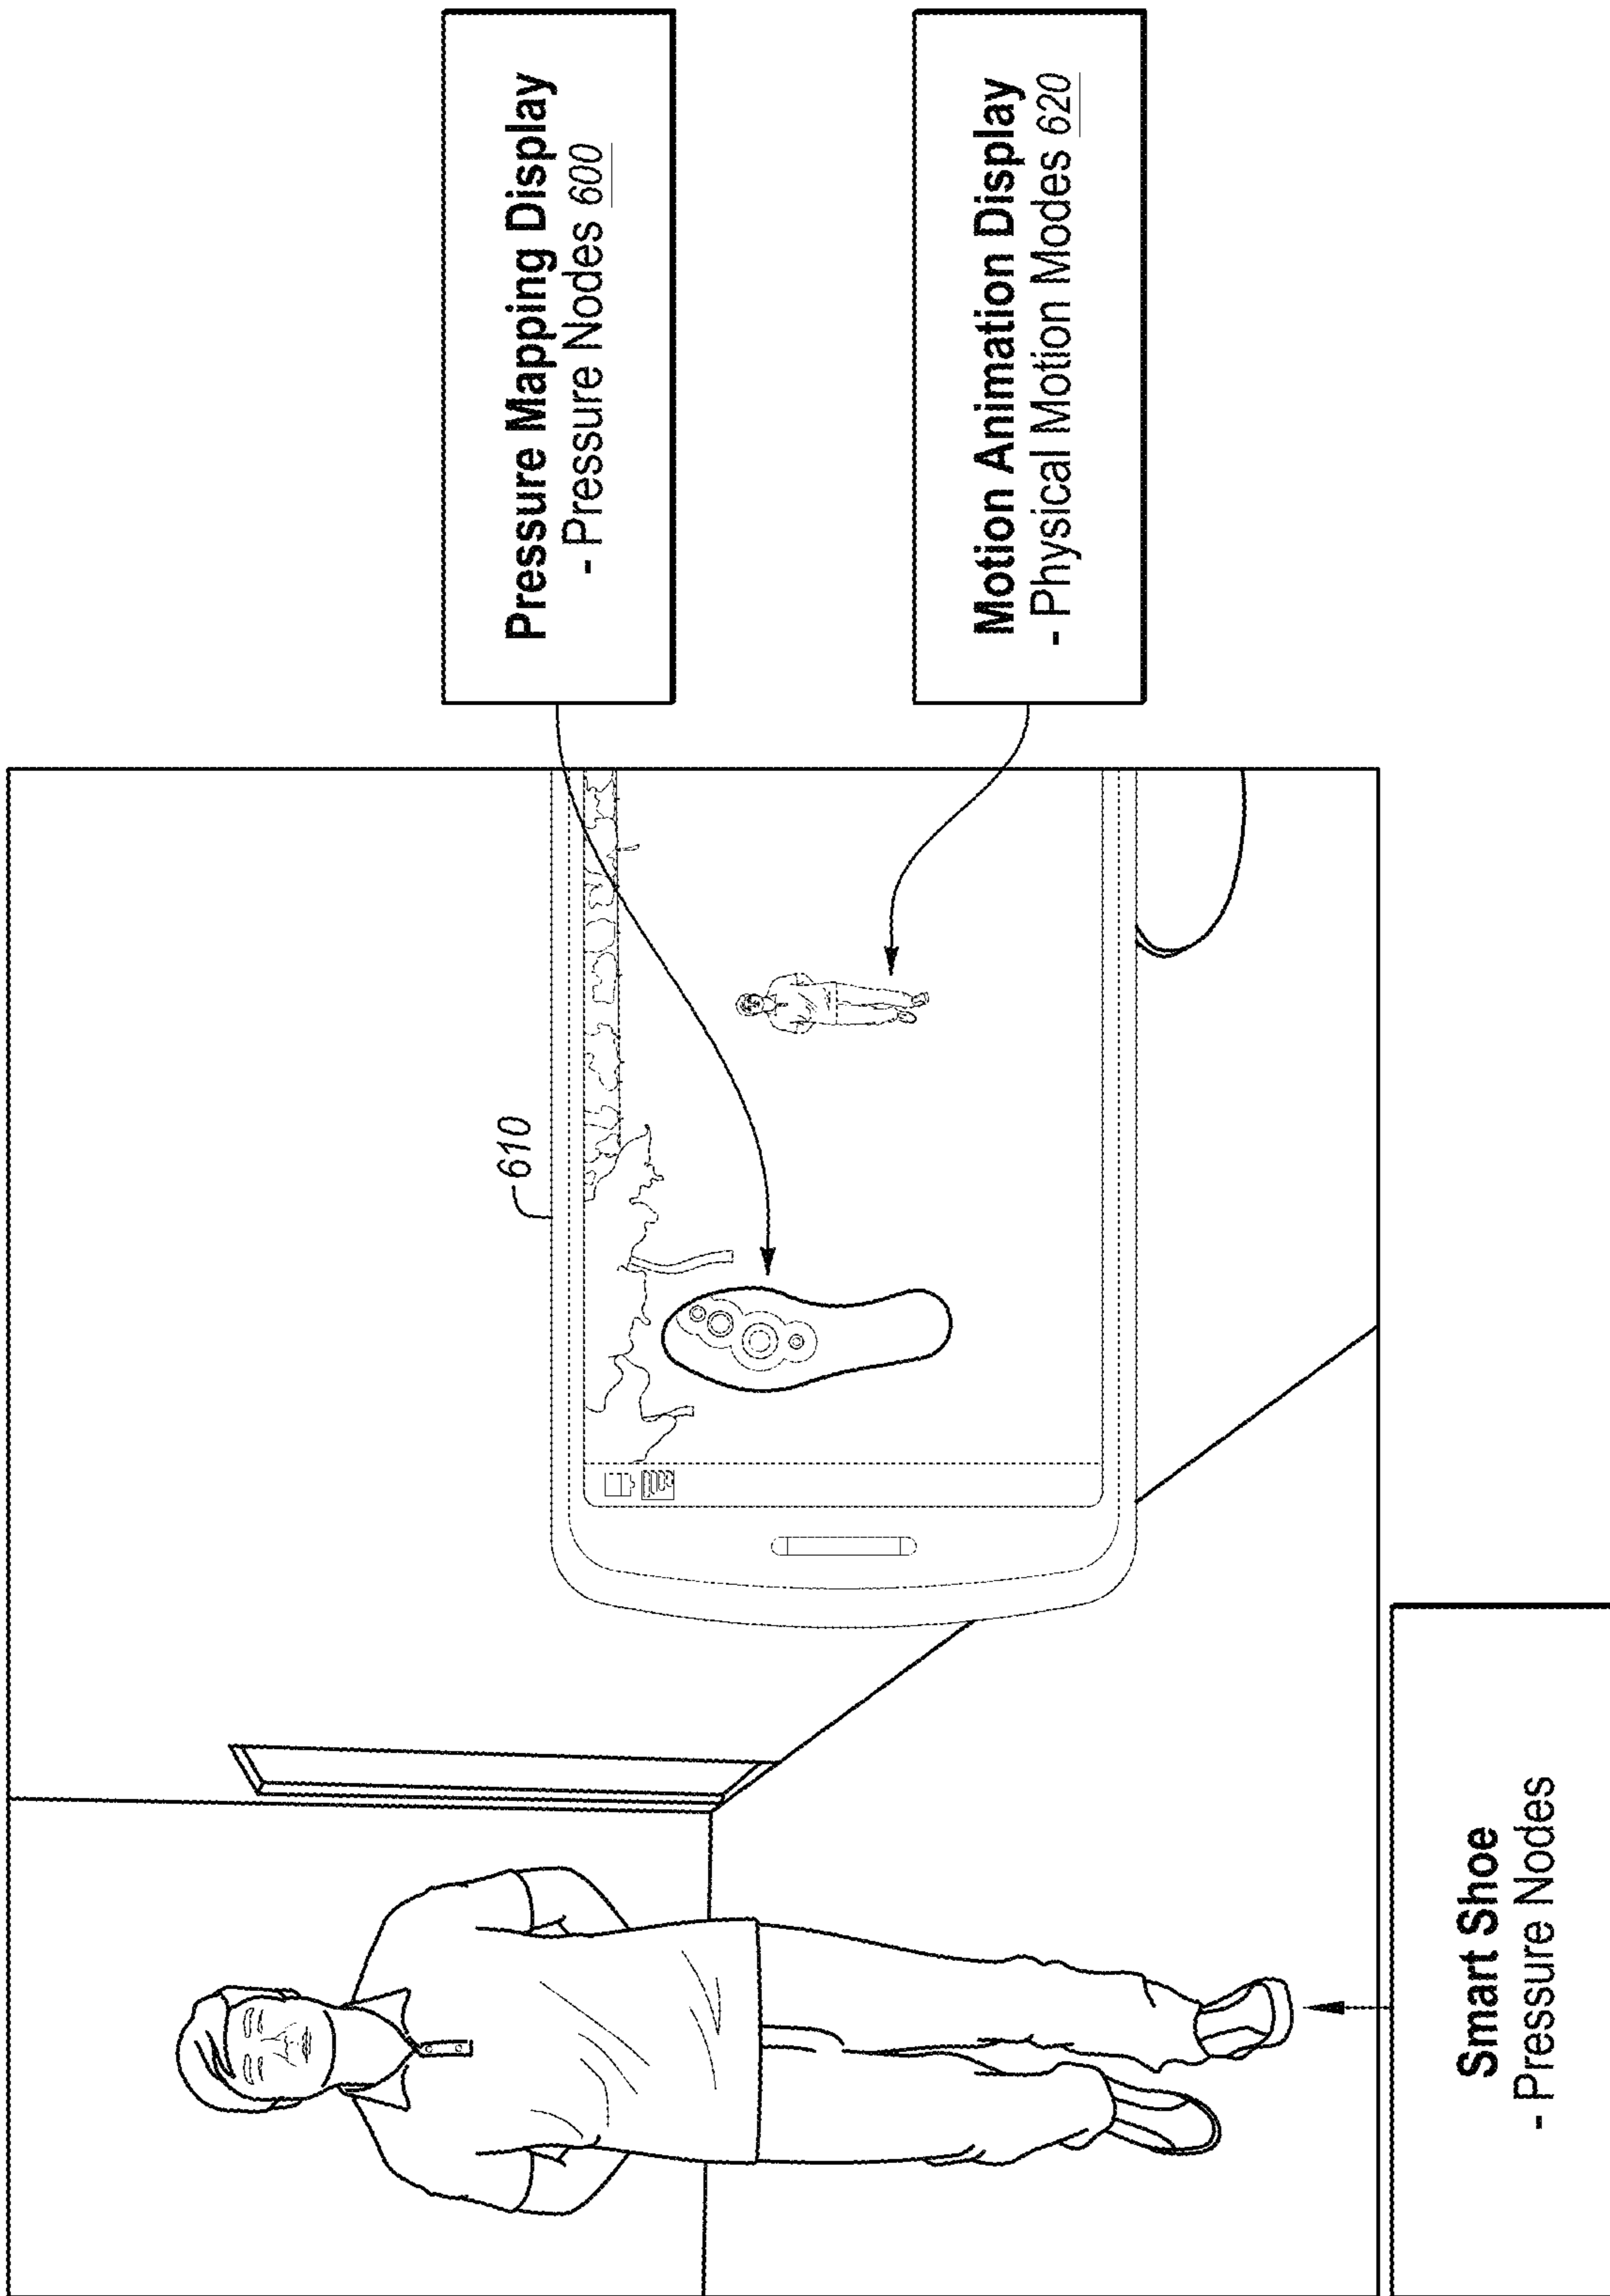 Pressure Mapping Display
- Pressure Nodes 600
Motion Animation Display
- Physical Motion Modes 620
610
Smart Shoe
- Pressure Nodes